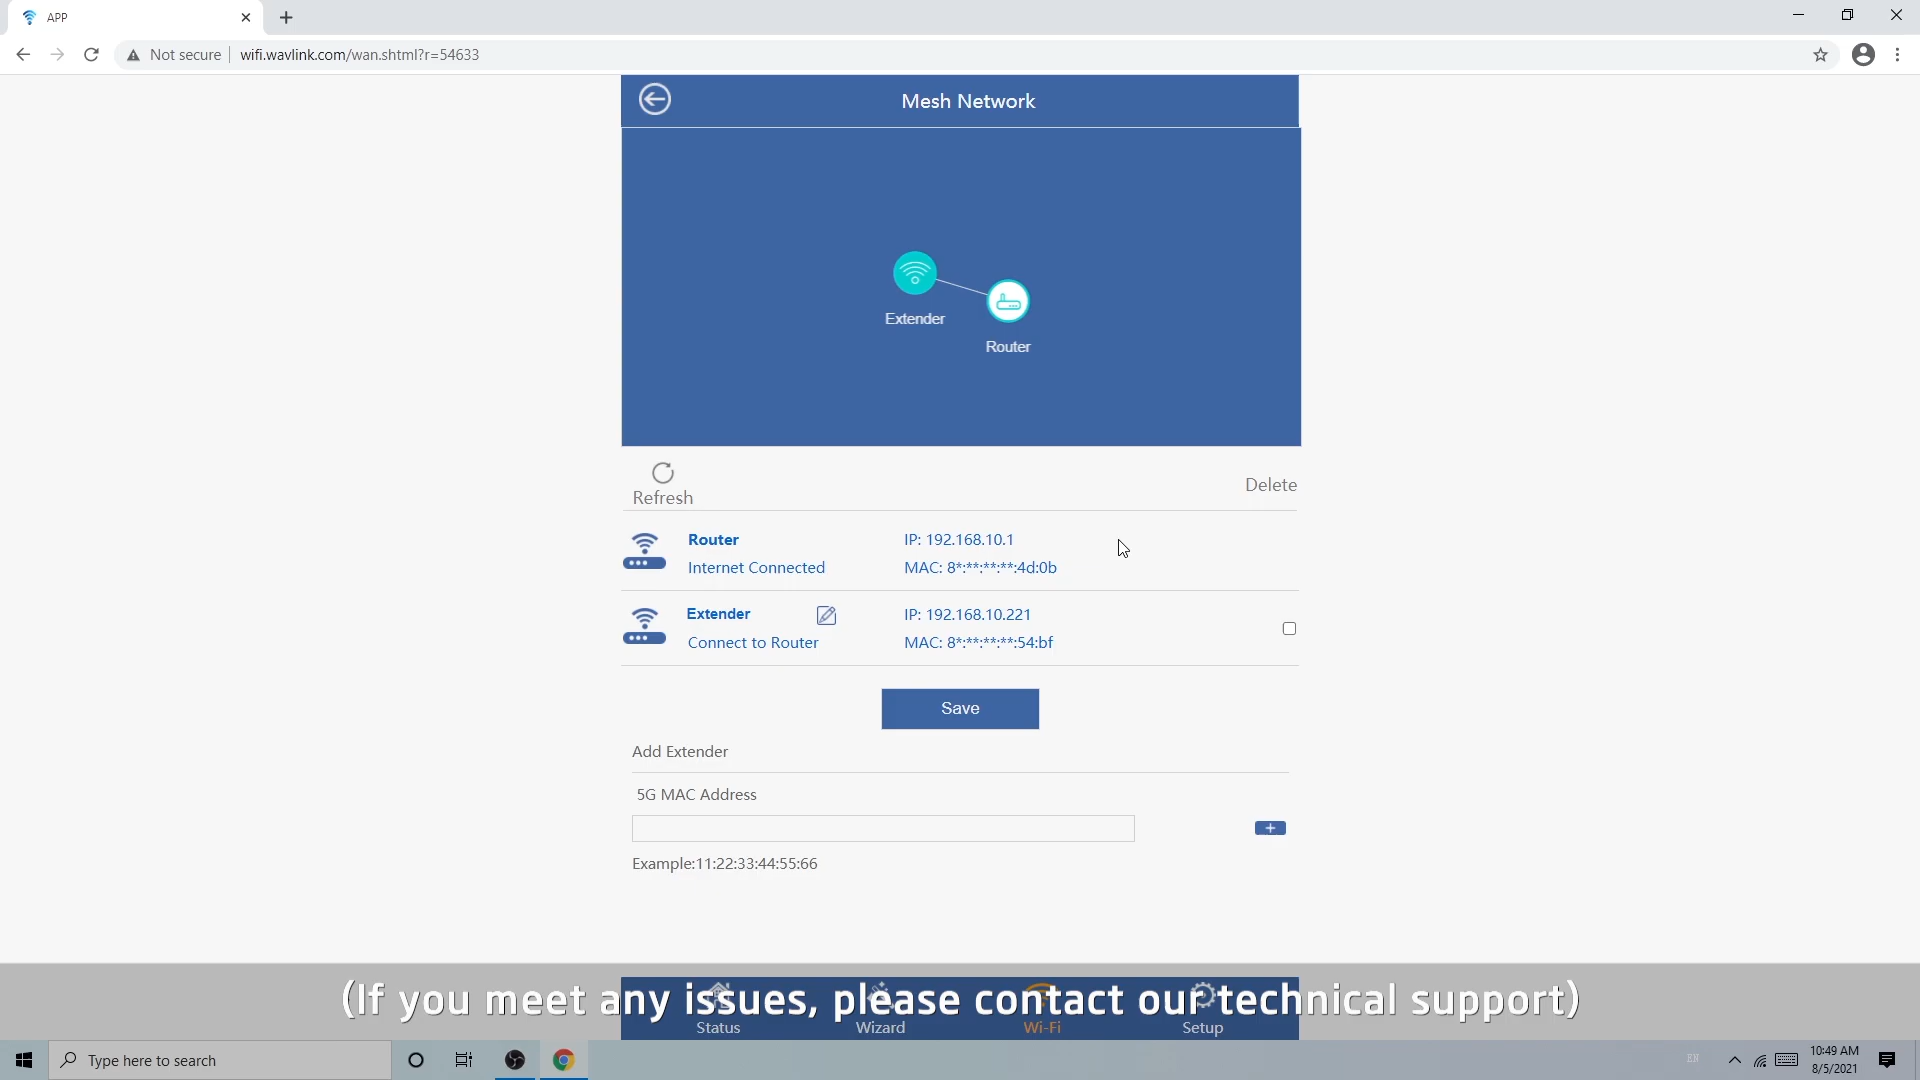 APP
Not secure
wifi.wavlink.com/wan.shtml?r=54633
Mesh Network
Extender
Router
Refresh
Delete
Router
IP: 192.168.10.1
Internet Connected
MAC: 8*:**:**:**:4d:0b
Extender
IP: 192.168.10.221
Connect to Router
MAC: 8*:**:**:**:54:bf
Save
Add Extender
5G MAC Address
Example:11:22:33:44:55:66
(If you meet any issues, please contact our technical support)
Status
Wizard
Wi-Fi
Setup
Type here to search
EN
10:49 AM
8/5/2021